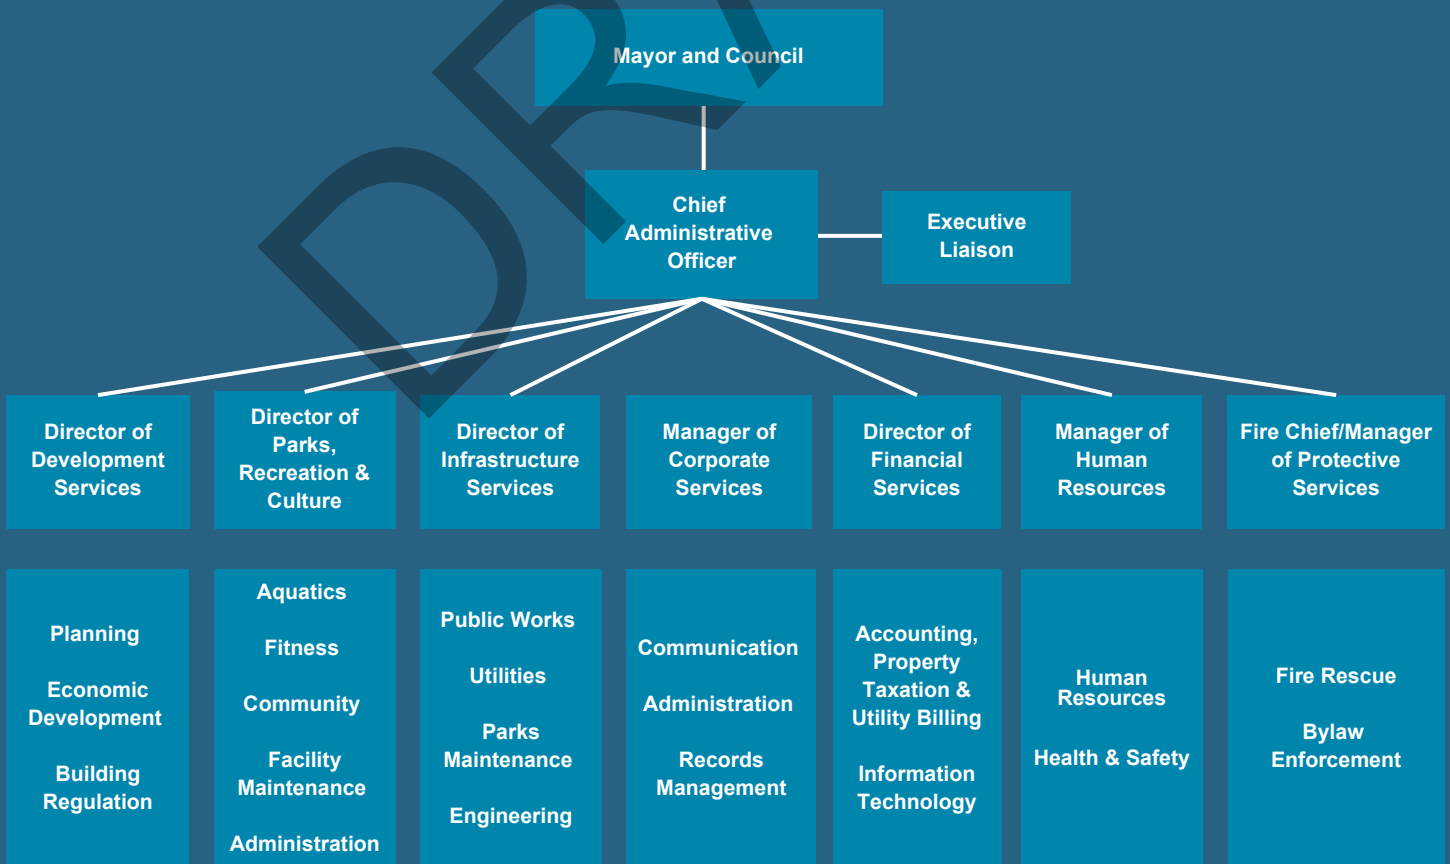 Mayor and Council
Chief
Administrative
Officer
Executive
Liaison
Director of
Development
Services
Director of
Parks,
Recreation &
Culture
Director of
Infrastructure
Services
Manager of
Corporate
Services
Director of
Financial
Services
Manager of
Human
Resources
Fire Chief/Manager
of Protective
Services
Planning
Economic
Development
Building
Regulation
Aquatics
Fitness
Community
Facility
Maintenance
Administration
Public Works
Utilities
Parks
Maintenance
Engineering
Communication
Administration
Records
Management
Accounting,
Property
Taxation &
Utility Billing
Information
Technology
Human
Resources
Health & Safety
Fire Rescue
Bylaw
Enforcement